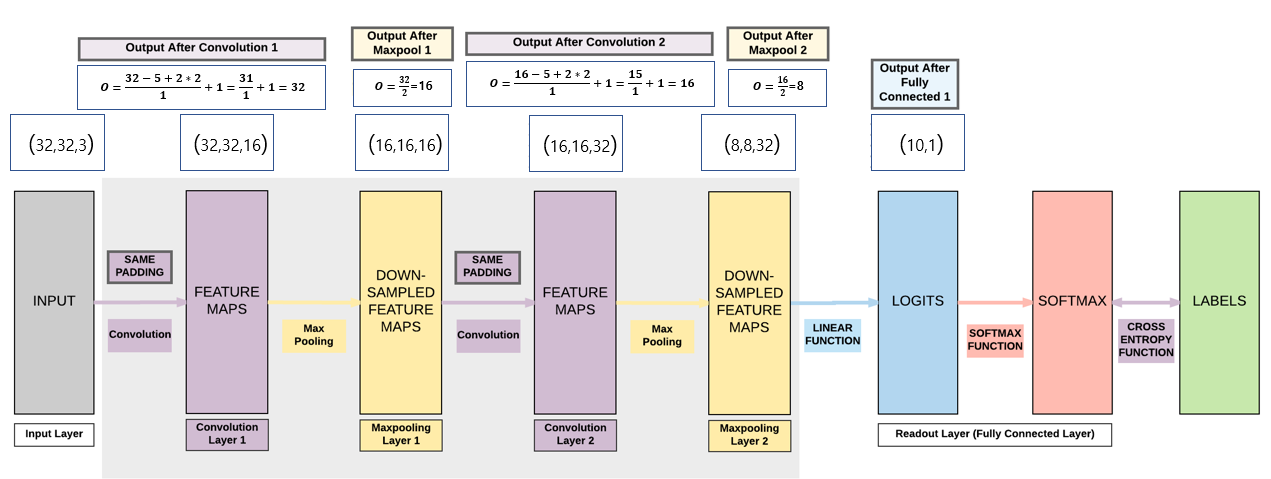 Output After Convolution 1
Output After
Maxpool 1
Output After Convolution 2
Output After
Maxpool 2
Output After
Fully
Connected 1
O = (32 − 5 + 2 * 2)/1 + 1 = 31/1 + 1 = 32
O = 32/2=16
O = (16 − 5 + 2 * 2)/1 + 1 = 15/1 + 1 = 16
O = 16/2=8
(32,32,3)
(32,32,16)
(16,16,16)
(16,16,32)
(8,8,32)
(10,1)
INPUT
SAME
PADDING
Convolution
FEATURE
MAPS
Max
Pooling
DOWN-
SAMPLED
FEATURE
MAPS
SAME
PADDING
Convolution
FEATURE
MAPS
Max
Pooling
DOWN-
SAMPLED
FEATURE
MAPS
LINEAR
FUNCTION
LOGITS
SOFTMAX
FUNCTION
SOFTMAX
CROSS
ENTROPY
FUNCTION
LABELS
Input Layer
Convolution
Layer 1
Maxpooling
Layer 1
Convolution
Layer 2
Maxpooling
Layer 2
Readout Layer (Fully Connected Layer)